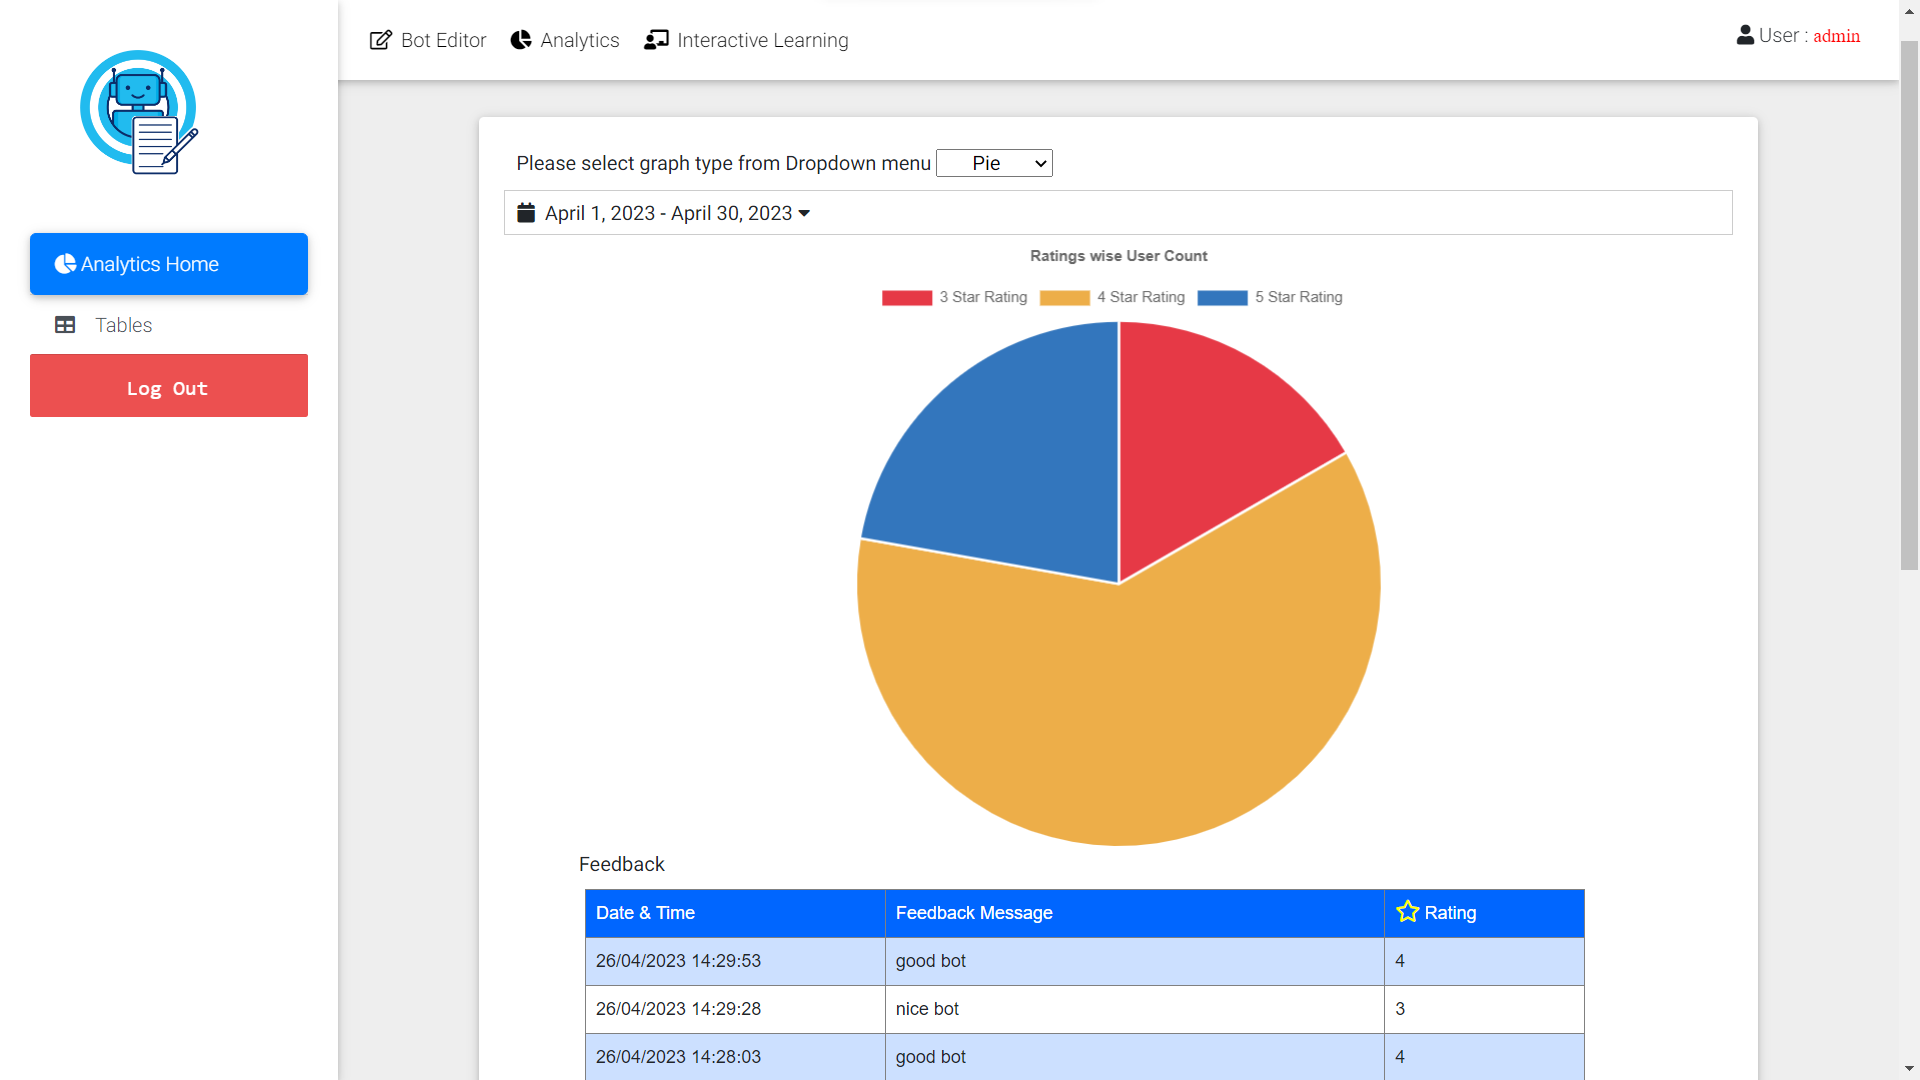 Bot Editor Analytics Interactive Learning
User : admin
Analytics Home
Tables
Log Out
Please select graph type from Dropdown menu Pie
April 1, 2023 - April 30, 2023
Ratings wise User Count
3 Star Rating 4 Star Rating 5 Star Rating
Feedback
Date & Time Feedback Message Rating
26/04/2023 14:29:53 good bot 4
26/04/2023 14:29:28 nice bot 3
26/04/2023 14:28:03 good bot 4